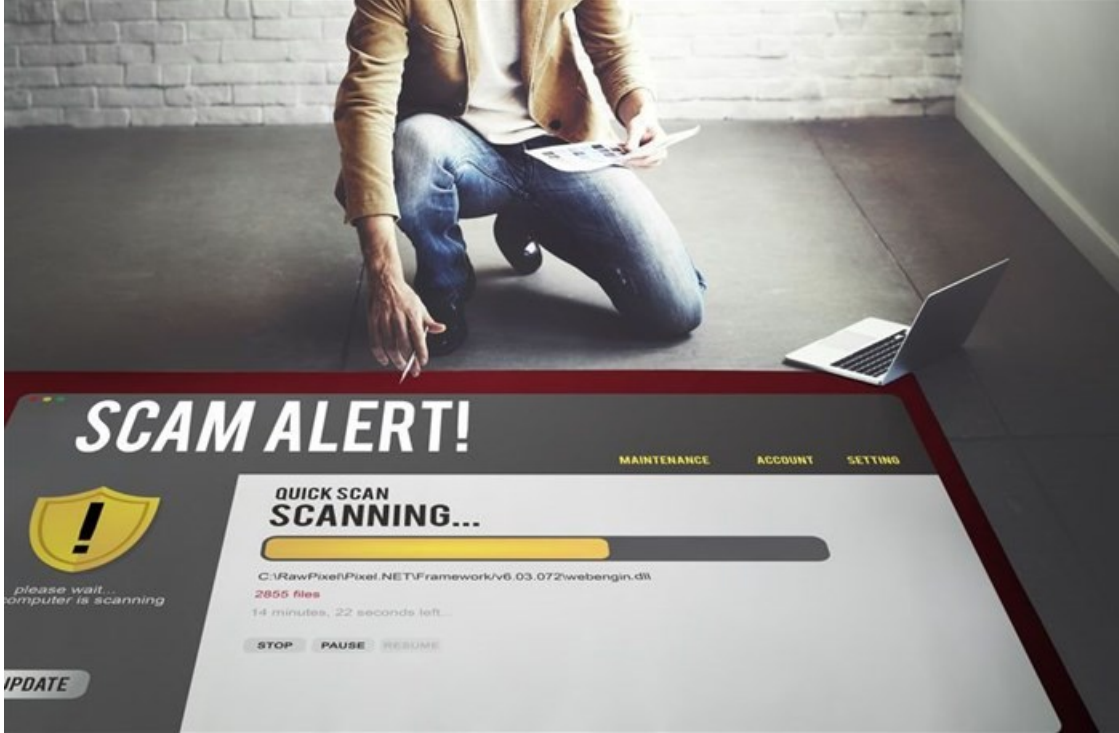 SCAM ALERT!
MAINTENANCE ACCOUNT SETTING
QUICK SCAN
SCANNING...
C:\RawPixel\Pixel.NET\Framework/v6.03.072\webengin.dll
2855 files
14 minutes, 22 seconds left...
STOP PAUSE RESUME
!
please wait...
computer is scanning
UPDATE